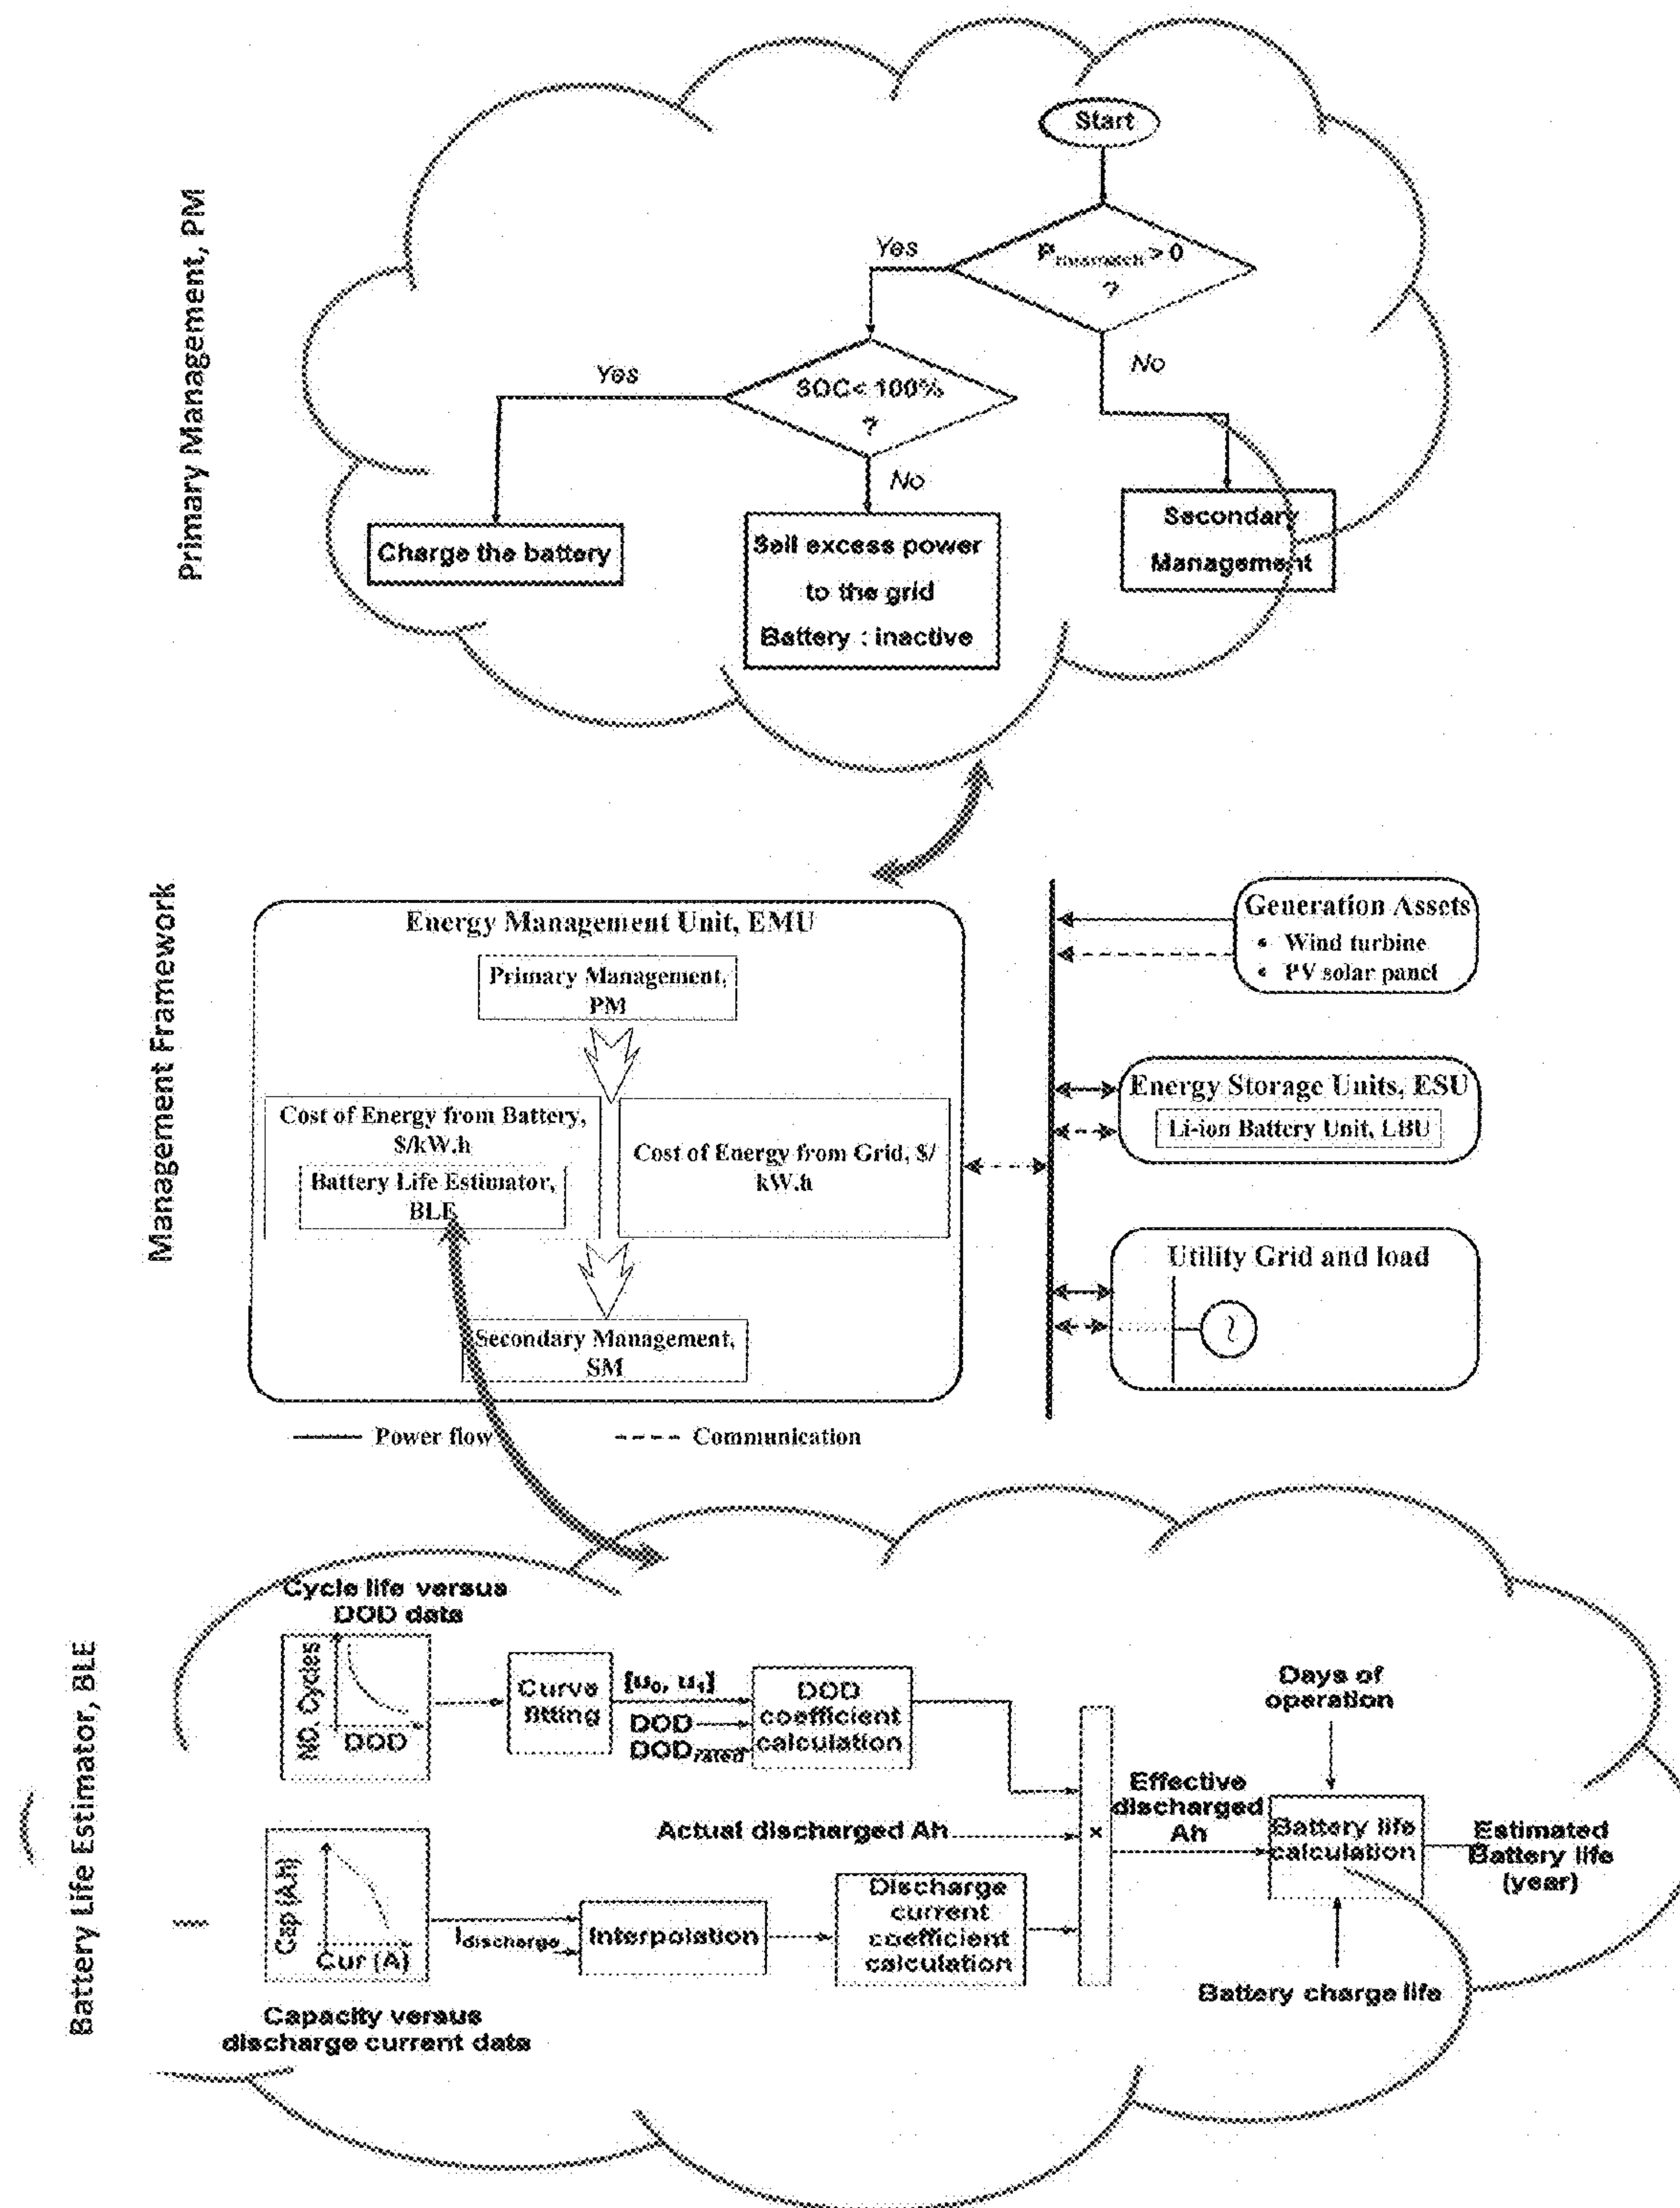 Primary Management, PM
Start
Pmismatch > 0
?
Yes
No
SOC< 100%
?
Yes
No
Charge the battery
Sell excess power
to the grid
Battery : inactive
Secondary
Management
Management Framework
Energy Management Unit, EMU
Primary Management,
PM
Cost of Energy from Battery,
$/kW.h
Battery Life Estimator,
BLE
Cost of Energy from Grid, $/
kW.h
Secondary Management,
SM
Generation Assets
• Wind turbine
• PV solar panel
Energy Storage Units, ESU
Li-ion Battery Unit, LBU
Utility Grid and load
~
Power flow
Communication
Battery Life Estimator, BLE
Cycle life versus
DOD data
NO. Cycles
DOD
Curve
fitting
[u0, u1]
DOD
DODrated
DOD
coefficient
calculation
Actual discharged Ah
Cap (A.h)
Cur (A)
Capacity versus
discharge current data
Idischarge
Interpolation
Discharge
current
coefficient
calculation
×
Effective
discharged
Ah
Days of
operation
Battery life
calculation
Battery charge life
Estimated
Battery life
(year)